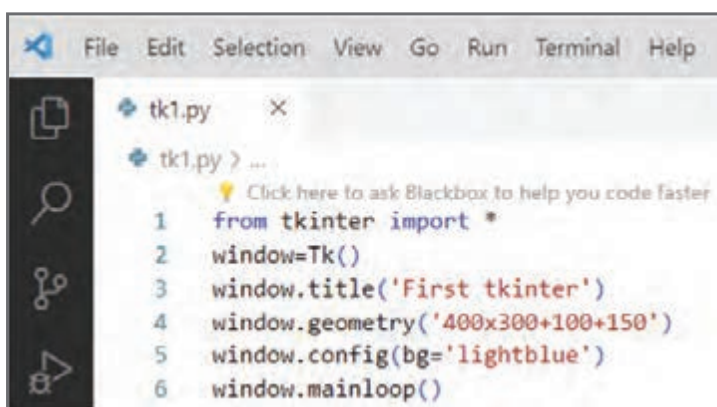 File Edit Selection View Go Run Terminal Help
tk1.py ×
tk1.py > ...
Click here to ask Blackbox to help you code faster
1 from tkinter import *
2 window=Tk()
3 window.title('First tkinter')
4 window.geometry('400x300+100+150')
5 window.config(bg='lightblue')
6 window.mainloop()